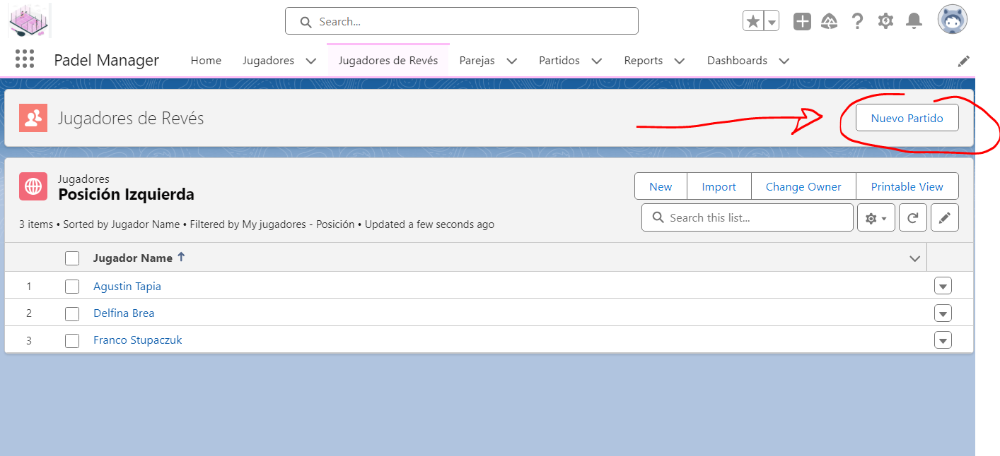 Search...
Padel Manager Home Jugadores Jugadores de Revés Parejas Partidos Reports Dashboards
Jugadores de Revés Nuevo Partido
Jugadores
Posición Izquierda
New Import Change Owner Printable View
3 items • Sorted by Jugador Name • Filtered by My jugadores - Posición • Updated a few seconds ago
Search this list...
Jugador Name
1 Agustin Tapia
2 Delfina Brea
3 Franco Stupaczuk